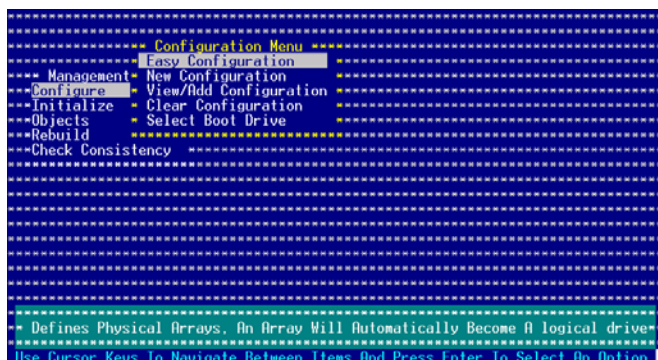 Configuration Menu
Easy Configuration
Management
New Configuration
Configure
View/Add Configuration
Initialize
Clear Configuration
Objects
Select Boot Drive
Rebuild
Check Consistency
Defines Physical Arrays, An Array Will Automatically Become A logical drive
Use Cursor Keys To Navigate Between Items And Press Enter To Select An Option